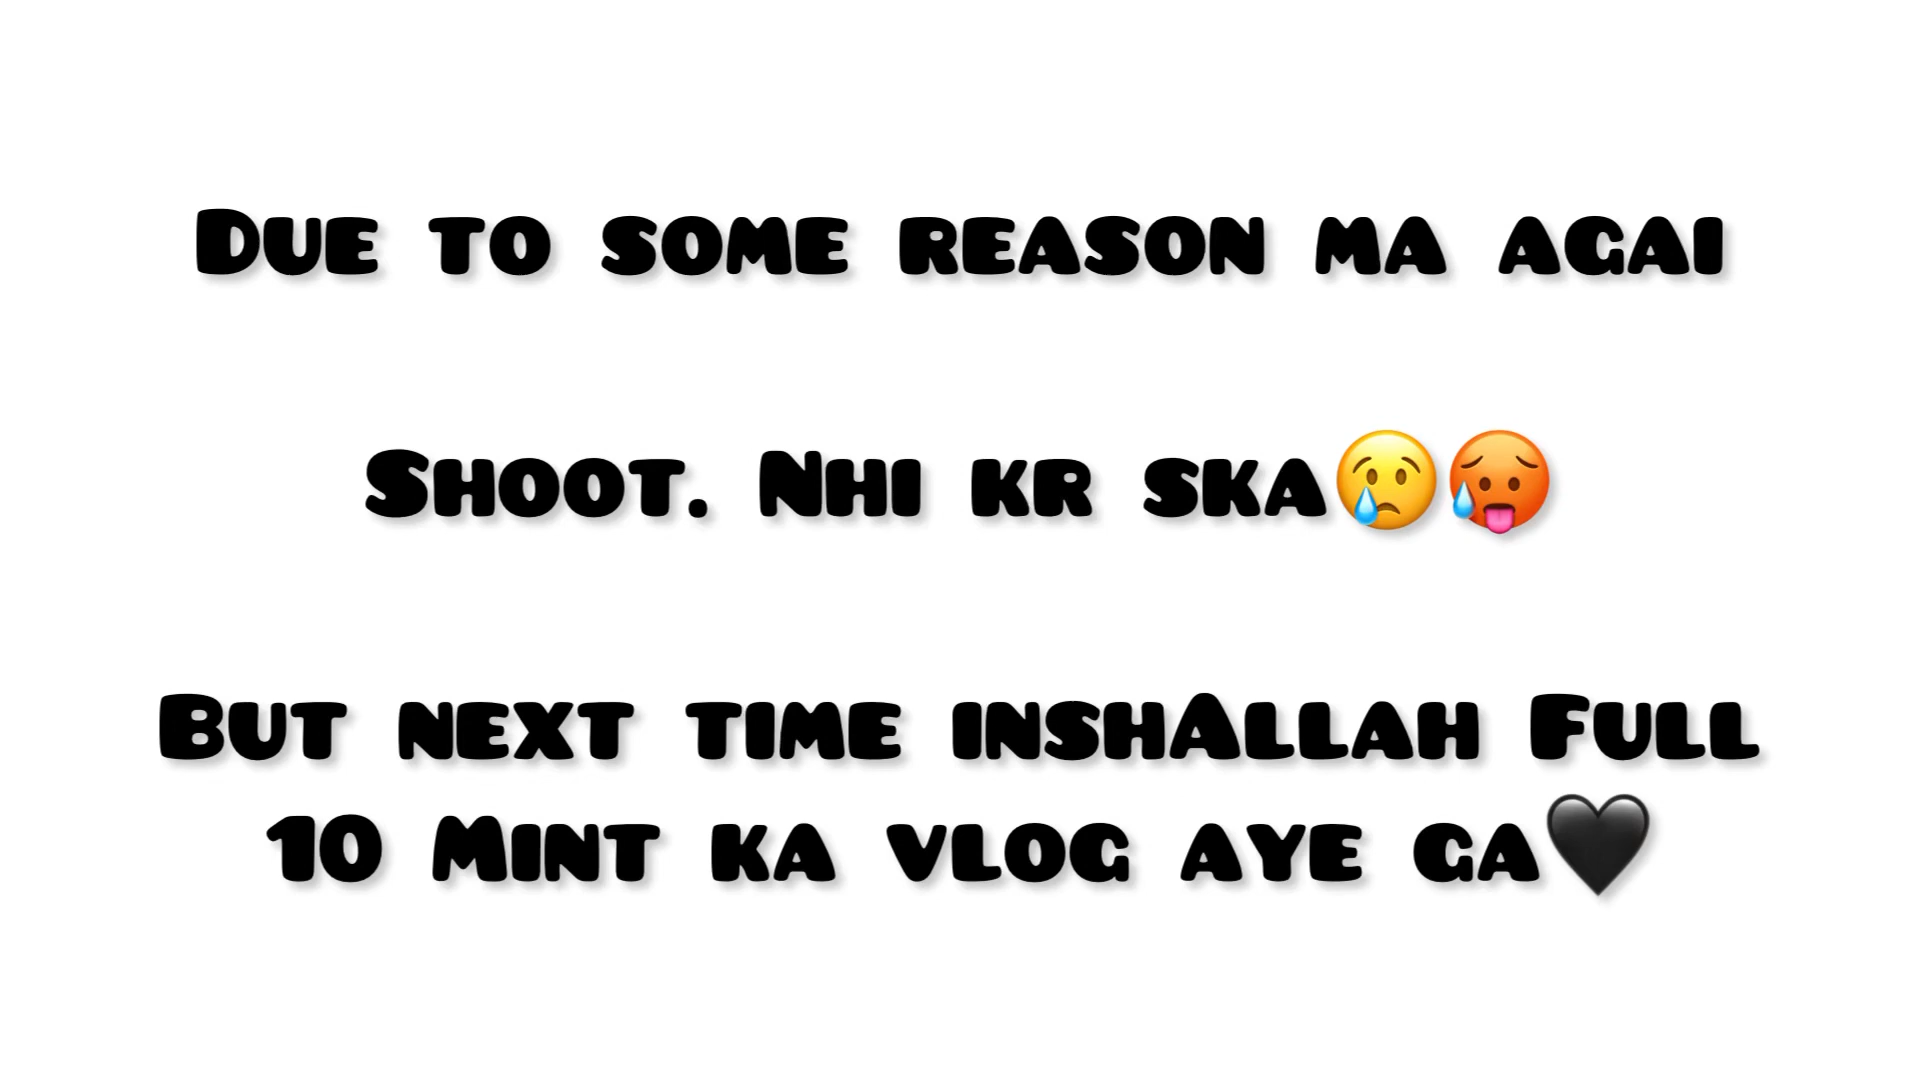 Due to some reason ma agai
Shoot. Nhi kr ska😢🥵
But next time inshAllah Full
10 Mint ka vlog aye ga🖤